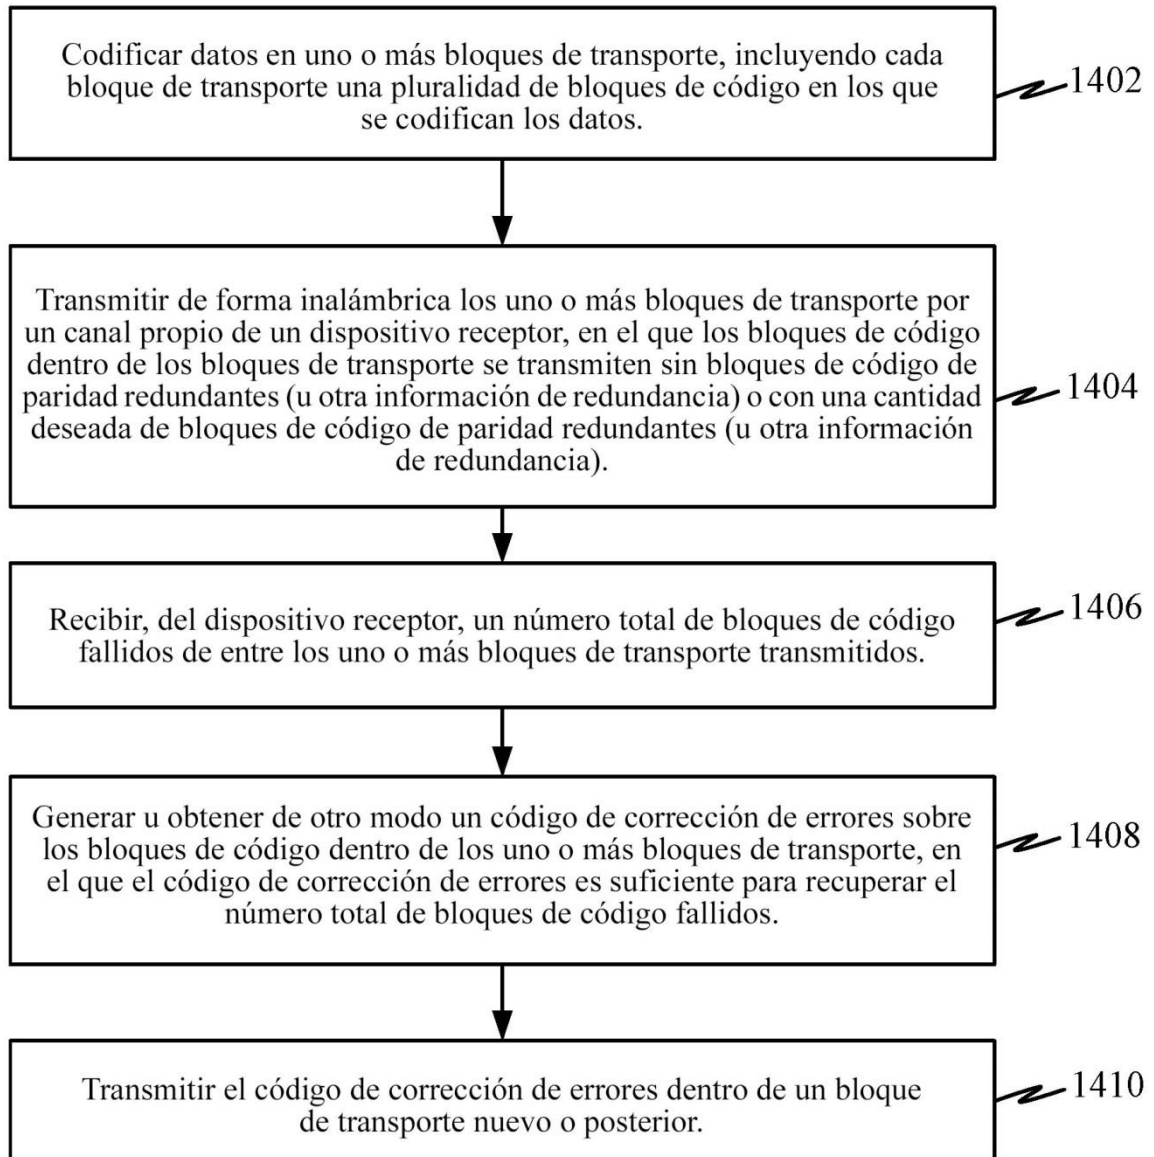 Codificar datos en uno o más bloques de transporte, incluyendo cada
bloque de transporte una pluralidad de bloques de código en los que
se codifican los datos.
1402
Transmitir de forma inalámbrica los uno o más bloques de transporte por
un canal propio de un dispositivo receptor, en el que los bloques de código
dentro de los bloques de transporte se transmiten sin bloques de código de
paridad redundantes (u otra información de redundancia) o con una cantidad
deseada de bloques de código de paridad redundantes (u otra información
de redundancia).
1404
Recibir, del dispositivo receptor, un número total de bloques de código
fallidos de entre los uno o más bloques de transporte transmitidos.
1406
Generar u obtener de otro modo un código de corrección de errores sobre
los bloques de código dentro de los uno o más bloques de transporte, en
el que el código de corrección de errores es suficiente para recuperar el
número total de bloques de código fallidos.
1408
Transmitir el código de corrección de errores dentro de un bloque
de transporte nuevo o posterior.
1410